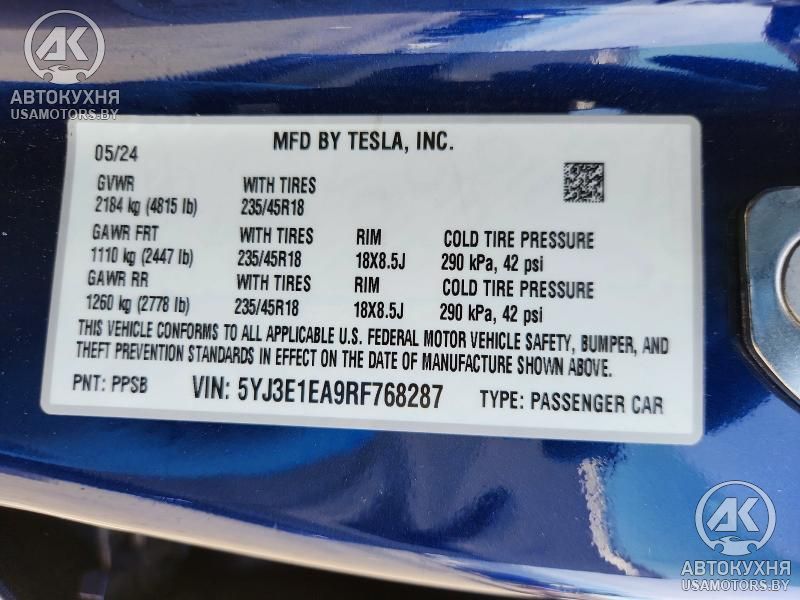 AK
АВТОКУХНЯ
USAMOTORS.BY
MFD BY TESLA, INC.
05/24
GVWR WITH TIRES
2184 kg (4815 lb) 235/45R18
GAWR FRT WITH TIRES RIM COLD TIRE PRESSURE
1110 kg (2447 lb) 235/45R18 18X8.5J 290 kPa, 42 psi
GAWR RR WITH TIRES RIM COLD TIRE PRESSURE
1260 kg (2778 lb) 235/45R18 18X8.5J 290 kPa, 42 psi
THIS VEHICLE CONFORMS TO ALL APPLICABLE U.S. FEDERAL MOTOR VEHICLE SAFETY, BUMPER, AND
THEFT PREVENTION STANDARDS IN EFFECT ON THE DATE OF MANUFACTURE SHOWN ABOVE.
PNT: PPSB VIN: 5YJ3E1EA9RF768287 TYPE: PASSENGER CAR
AK
АВТОКУХНЯ
USAMOTORS.BY